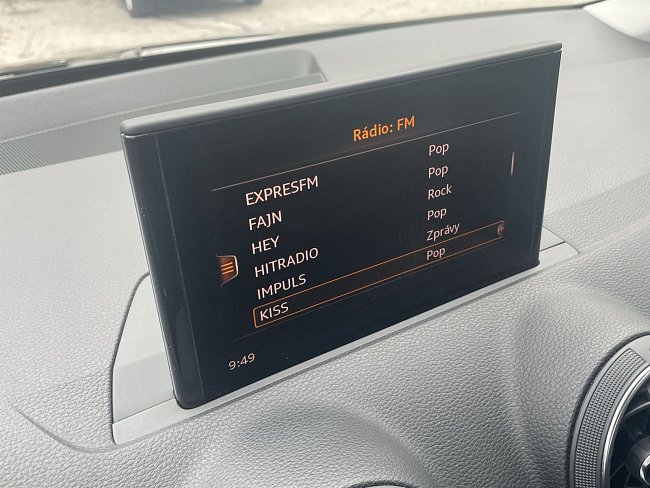 Rádio: FM
EXPRESFM Pop
FAJN Pop
HEY Rock
HITRADIO Pop
IMPULS Zprávy
KISS Pop
9:49